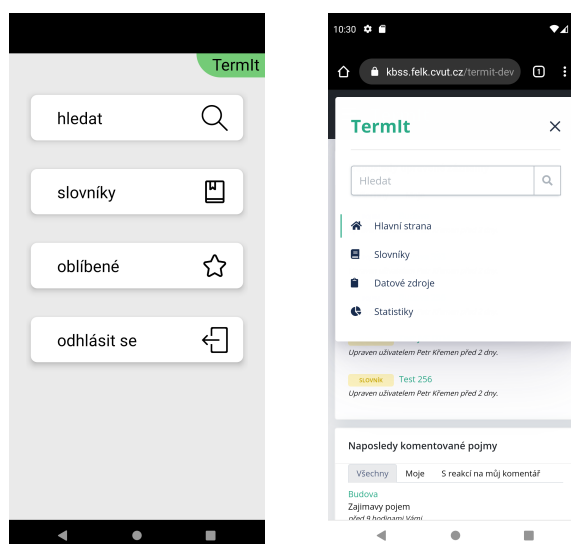 TermIt
hledat
slovníky
oblíbené
odhlásit se
10:30
kbss.felk.cvut.cz/termit-dev
1
TermIt
Hledat
Hlavní strana
Slovníky
Datové zdroje
Statistiky
Upraven uživatelem Petr Křemen před 2 dny.
SLOVNÍK Test 256
Upraven uživatelem Petr Křemen před 2 dny.
Naposledy komentované pojmy
Všechny Moje S reakcí na můj komentář
Budova
Zajimavy pojem
před 9 hodinami Vámi